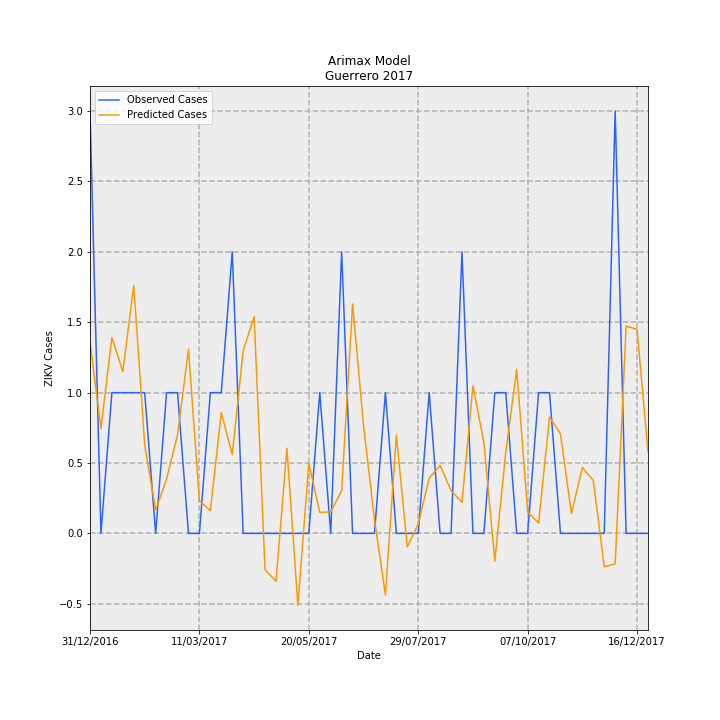 Arimax Model
Guerrero 2017
Observed Cases
Predicted Cases
ZIKV Cases
3.0
2.5
2.0
1.5
1.0
0.5
0.0
−0.5
31/12/2016 11/03/2017 20/05/2017 29/07/2017 07/10/2017 16/12/2017
Date